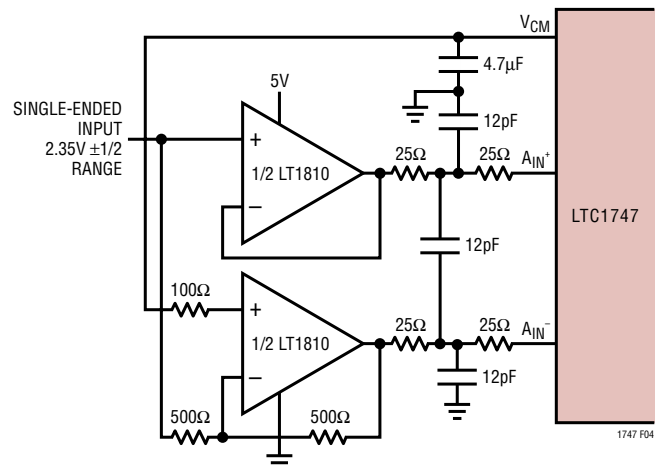 V_CM
4.7µF
5V
SINGLE-ENDED
INPUT
2.35V ±1/2
RANGE
12pF
+
25Ω
25Ω
A_IN⁺
1/2 LT1810
LTC1747
–
12pF
100Ω
+
25Ω
25Ω
A_IN⁻
1/2 LT1810
–
12pF
500Ω
500Ω
1747 F04